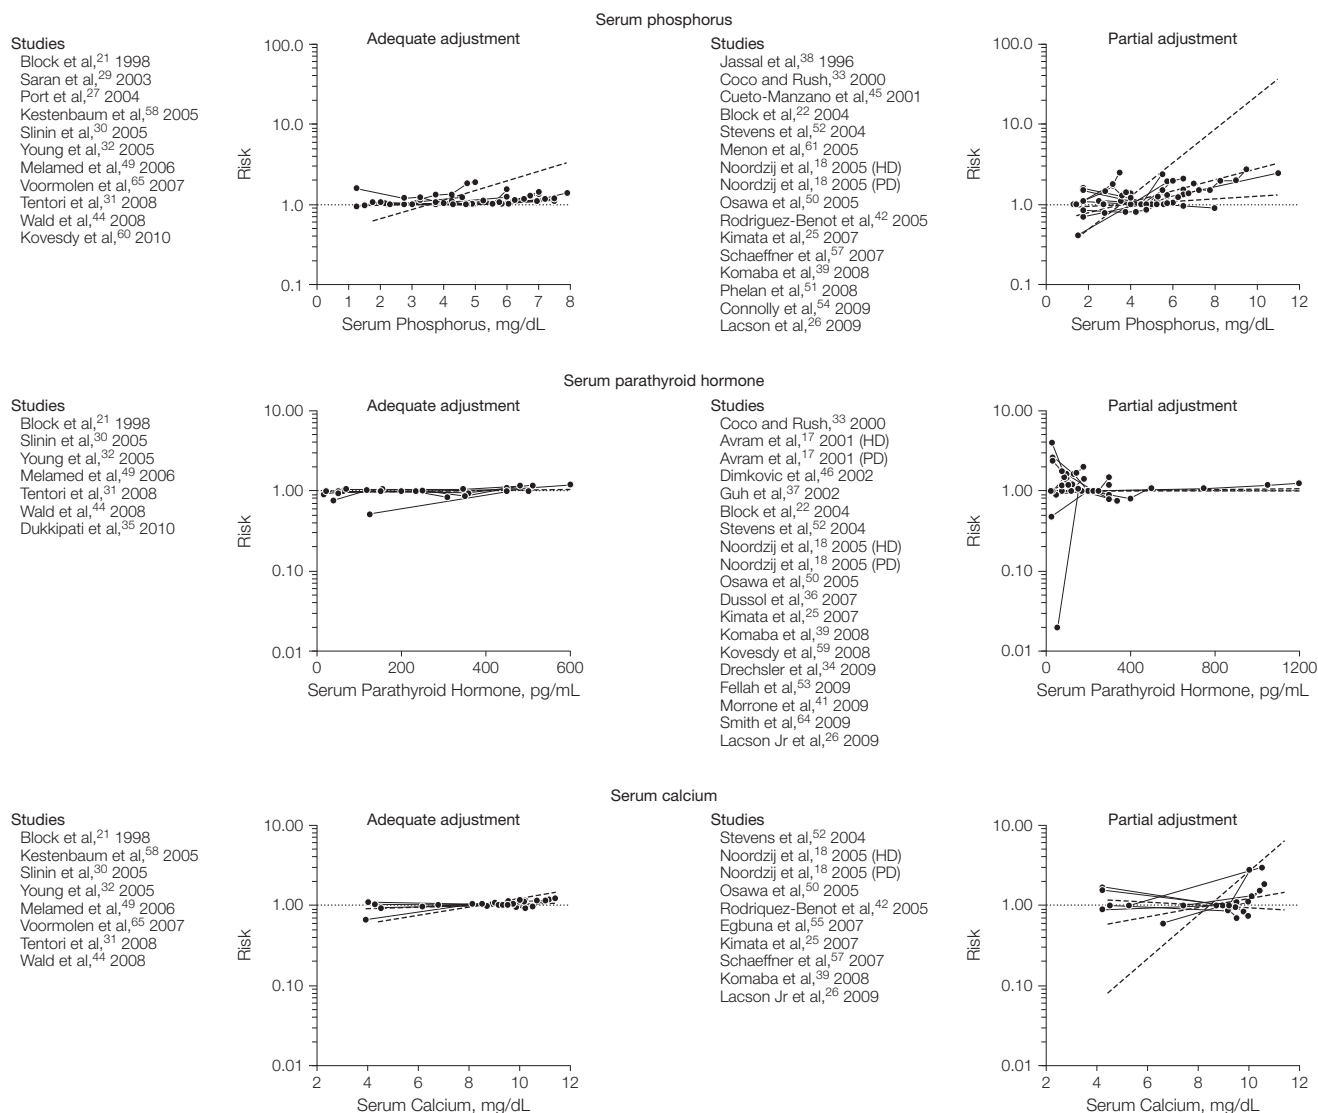 Serum phosphorus
Studies
Block et al,21 1998
Saran et al,29 2003
Port et al,27 2004
Kestenbaum et al,58 2005
Slinin et al,30 2005
Young et al,32 2005
Melamed et al,49 2006
Voormolen et al,65 2007
Tentori et al,31 2008
Wald et al,44 2008
Kovesdy et al,60 2010
Adequate adjustment
Risk
100.0
10.0
1.0
0.1
0 1 2 3 4 5 6 7 8
Serum Phosphorus, mg/dL
Studies
Jassal et al,38 1996
Coco and Rush,33 2000
Cueto-Manzano et al,45 2001
Block et al,22 2004
Stevens et al,52 2004
Menon et al,61 2005
Noordzij et al,18 2005 (HD)
Noordzij et al,18 2005 (PD)
Osawa et al,50 2005
Rodriguez-Benot et al,42 2005
Kimata et al,25 2007
Schaeffner et al,57 2007
Komaba et al,39 2008
Phelan et al,51 2008
Connolly et al,54 2009
Lacson et al,26 2009
Partial adjustment
Risk
100.0
10.0
1.0
0.1
0 2 4 6 8 10 12
Serum Phosphorus, mg/dL
Serum parathyroid hormone
Studies
Block et al,21 1998
Slinin et al,30 2005
Young et al,32 2005
Melamed et al,49 2006
Tentori et al,31 2008
Wald et al,44 2008
Dukkipati et al,35 2010
Adequate adjustment
Risk
10.00
1.00
0.10
0.01
0 200 400 600
Serum Parathyroid Hormone, pg/mL
Studies
Coco and Rush,33 2000
Avram et al,17 2001 (HD)
Avram et al,17 2001 (PD)
Dimkovic et al,46 2002
Guh et al,37 2002
Block et al,22 2004
Stevens et al,52 2004
Noordzij et al,18 2005 (HD)
Noordzij et al,18 2005 (PD)
Osawa et al,50 2005
Dussol et al,36 2007
Kimata et al,25 2007
Komaba et al,39 2008
Kovesdy et al,59 2008
Drechsler et al,34 2009
Fellah et al,53 2009
Morrone et al,41 2009
Smith et al,64 2009
Lacson Jr et al,26 2009
Partial adjustment
Risk
10.00
1.00
0.10
0.01
0 400 800 1200
Serum Parathyroid Hormone, pg/mL
Serum calcium
Studies
Block et al,21 1998
Kestenbaum et al,58 2005
Slinin et al,30 2005
Young et al,32 2005
Melamed et al,49 2006
Voormolen et al,65 2007
Tentori et al,31 2008
Wald et al,44 2008
Adequate adjustment
Risk
10.00
1.00
0.10
0.01
2 4 6 8 10 12
Serum Calcium, mg/dL
Studies
Stevens et al,52 2004
Noordzij et al,18 2005 (HD)
Noordzij et al,18 2005 (PD)
Osawa et al,50 2005
Rodriquez-Benot et al,42 2005
Egbuna et al,55 2007
Kimata et al,25 2007
Schaeffner et al,57 2007
Komaba et al,39 2008
Lacson Jr et al,26 2009
Partial adjustment
Risk
10.00
1.00
0.10
0.01
2 4 6 8 10 12
Serum Calcium, mg/dL